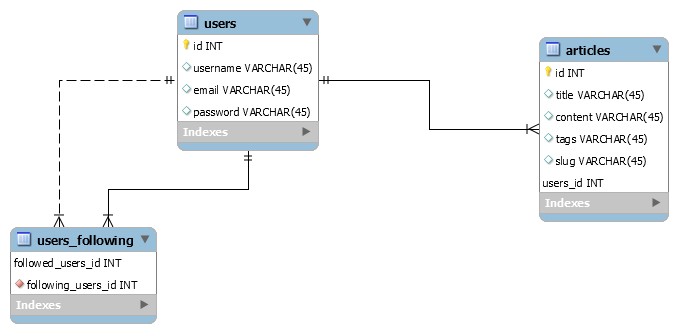 users
id INT
username VARCHAR(45)
email VARCHAR(45)
password VARCHAR(45)
Indexes
articles
id INT
title VARCHAR(45)
content VARCHAR(45)
tags VARCHAR(45)
slug VARCHAR(45)
users_id INT
Indexes
users_following
followed_users_id INT
following_users_id INT
Indexes